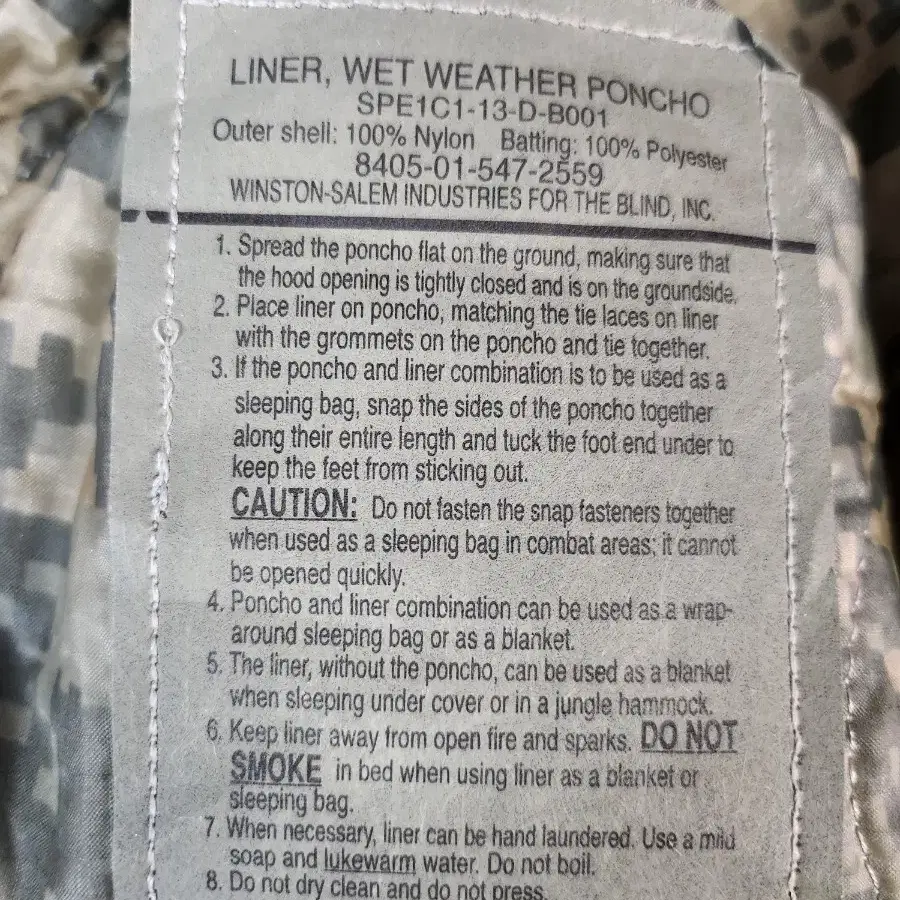 LINER, WET WEATHER PONCHO
SPE1C1-13-D-B001
Outer shell: 100% Nylon Batting: 100% Polyester
8405-01-547-2559
WINSTON-SALEM INDUSTRIES FOR THE BLIND, INC.
1. Spread the poncho flat on the ground, making sure that
the hood opening is tightly closed and is on the groundside.
2. Place liner on poncho, matching the tie laces on liner
with the grommets on the poncho and tie together.
3. If the poncho and liner combination is to be used as a
sleeping bag, snap the sides of the poncho together
along their entire length and tuck the foot end under to
keep the feet from sticking out.
CAUTION: Do not fasten the snap fasteners together
when used as a sleeping bag in combat areas; it cannot
be opened quickly.
4. Poncho and liner combination can be used as a wrap-
around sleeping bag or as a blanket.
5. The liner, without the poncho, can be used as a blanket
when sleeping under cover or in a jungle hammock.
6. Keep liner away from open fire and sparks. DO NOT
SMOKE in bed when using liner as a blanket or
sleeping bag.
7. When necessary, liner can be hand laundered. Use a mild
soap and lukewarm water. Do not boil.
8. Do not dry clean and do not press.